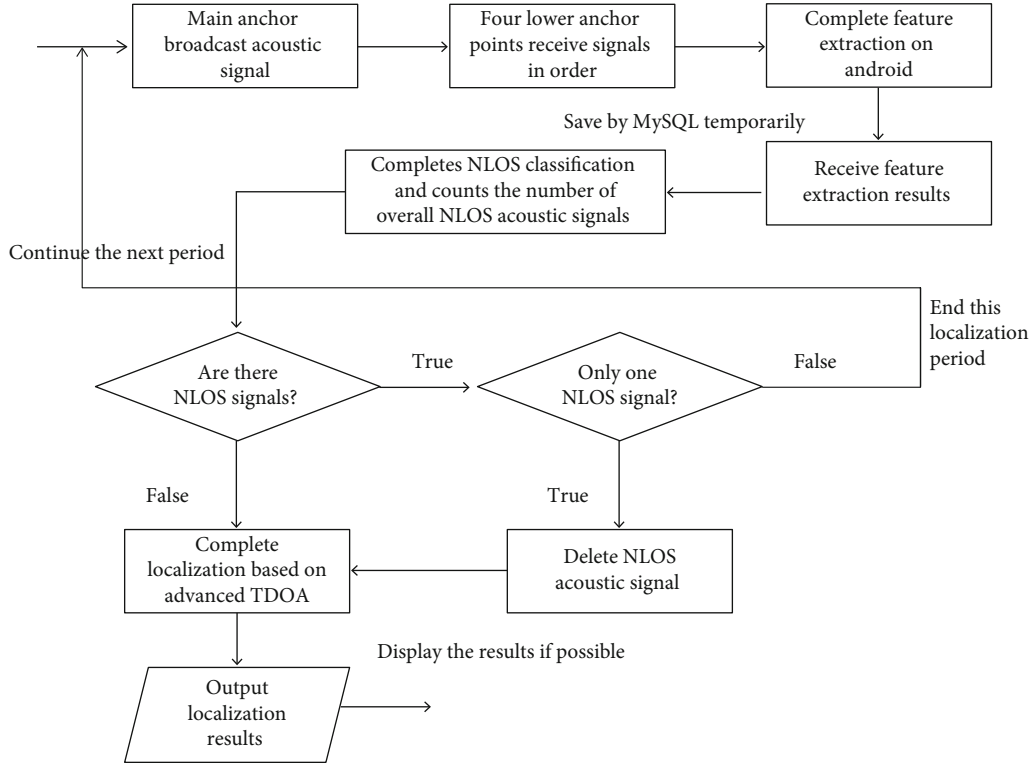 Main anchor
broadcast acoustic
signal
Four lower anchor
points receive signals
in order
Complete feature
extraction on
android
Save by MySQL temporarily
Receive feature
extraction results
Completes NLOS classification
and counts the number of
overall NLOS acoustic signals
Continue the next period
End this
localization
period
Are there
NLOS signals?
True
Only one
NLOS signal?
False
False
True
Complete
localization based on
advanced TDOA
Delete NLOS
acoustic signal
Display the results if possible
Output
localization
results